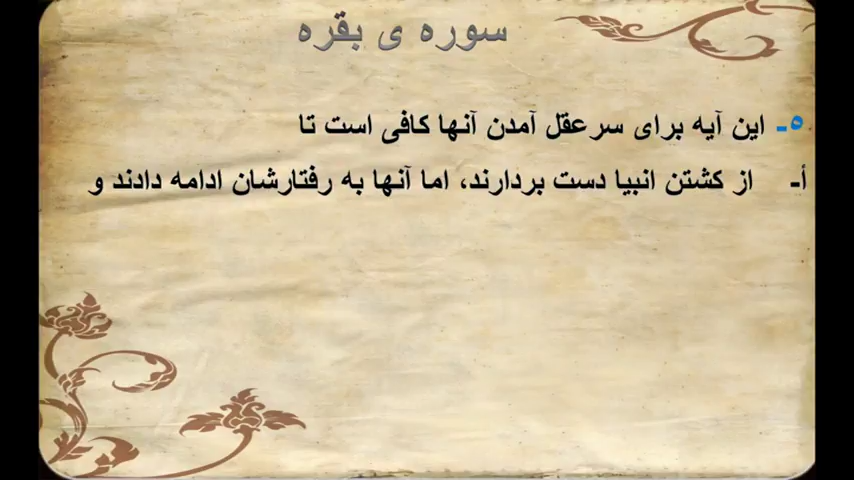 سوره ی بقره
۵- این آیه برای سرعقل آمدن آنها کافی است تا
أ- از کشتن انبیا دست بردارند، اما آنها به رفتارشان ادامه دادند و